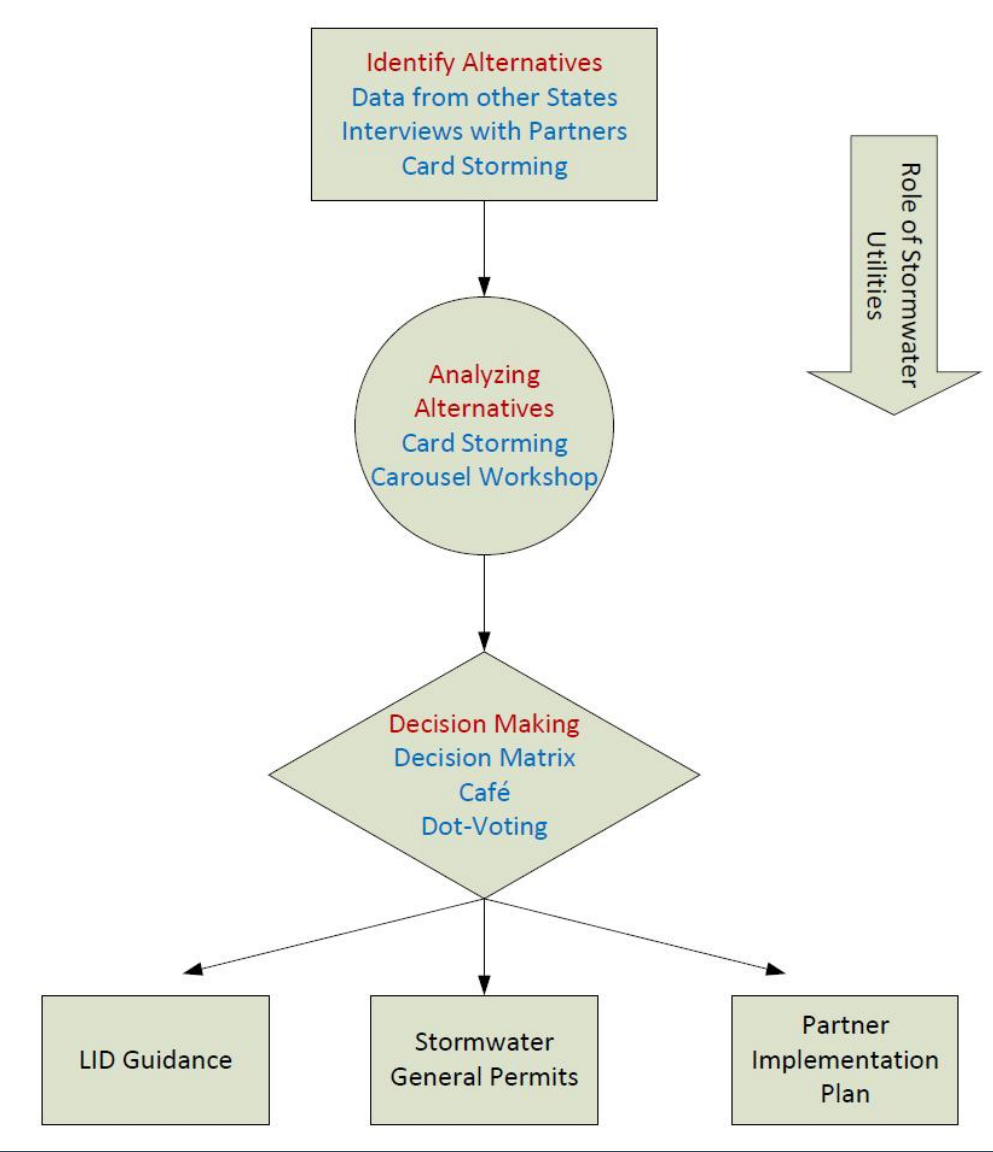 Identify Alternatives
Data from other States
Interviews with Partners
Card Storming
Role of Stormwater
Utilities
Analyzing
Alternatives
Card Storming
Carousel Workshop
Decision Making
Decision Matrix
Café
Dot-Voting
LID Guidance
Stormwater
General Permits
Partner
Implementation
Plan